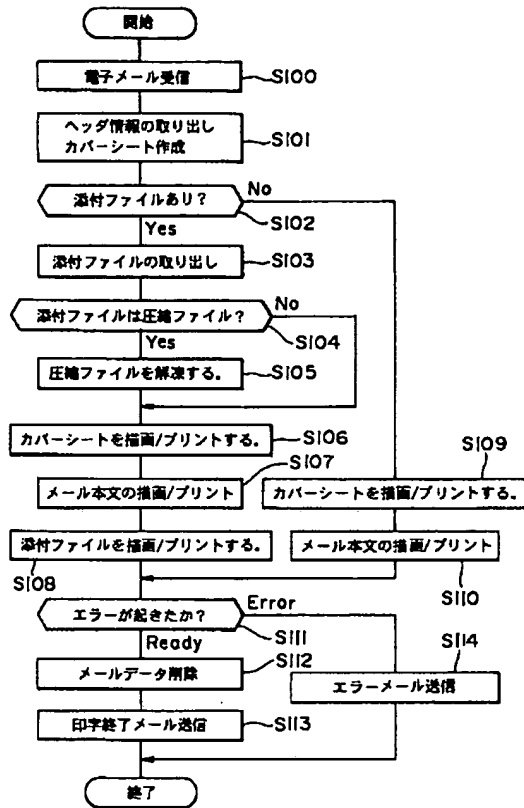 開始
電子メール受信
S100
ヘッダ情報の取り出し
カバーシート作成
S101
添付ファイルあり?
No
S102
Yes
添付ファイルの取り出し
S103
添付ファイルは圧縮ファイル?
No
S104
Yes
圧縮ファイルを解凍する。
S105
カバーシートを描画/プリントする。
S106
メール本文の描画/プリント
S107
添付ファイルを描画/プリントする。
S108
カバーシートを描画/プリントする。
S109
メール本文の描画/プリント
S110
エラーが起きたか?
Error
S111
Ready
メールデータ削除
S112
エラーメール送信
S114
印字終了メール送信
S113
終了